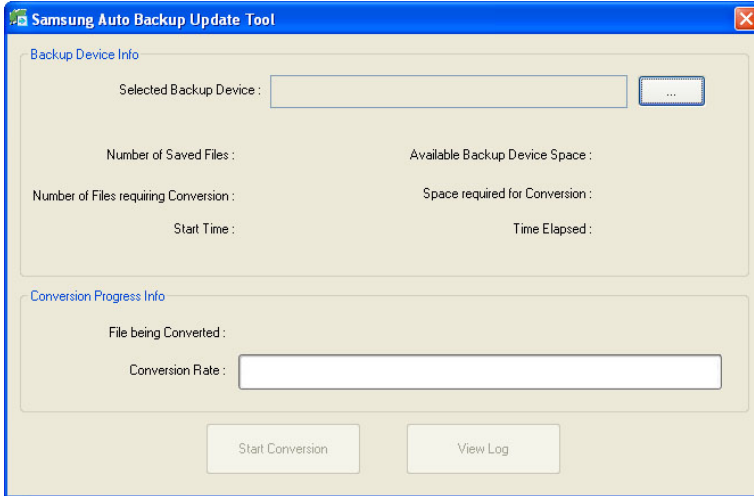 Samsung Auto Backup Update Tool
Backup Device Info
Selected Backup Device :
...
Number of Saved Files :
Available Backup Device Space :
Number of Files requiring Conversion :
Space required for Conversion :
Start Time :
Time Elapsed :
Conversion Progress Info
File being Converted :
Conversion Rate :
Start Conversion
View Log